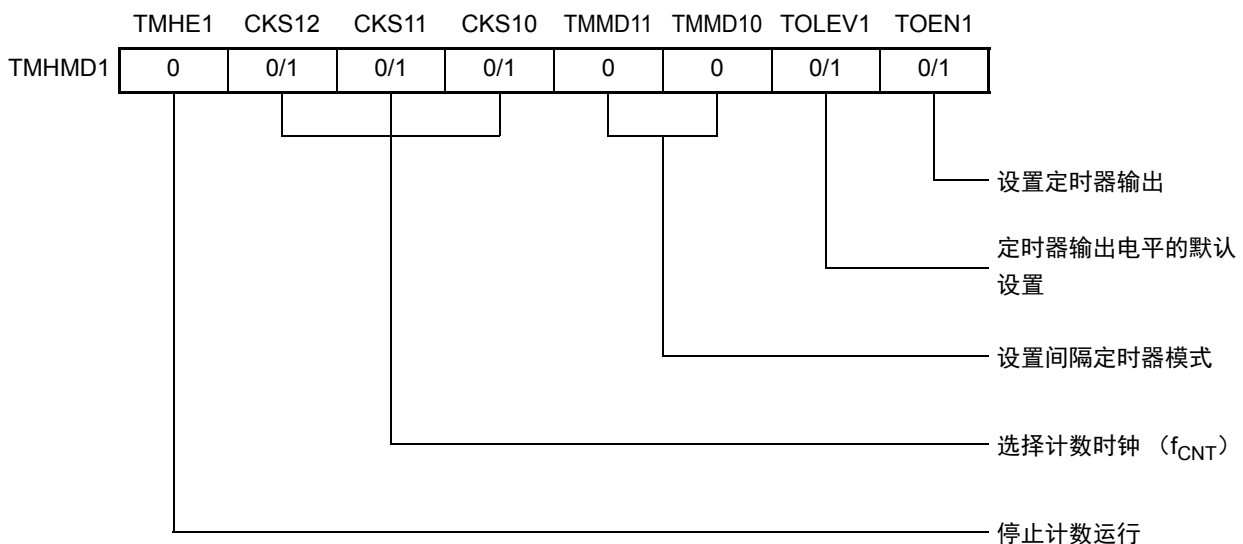 TMHE1 CKS12 CKS11 CKS10 TMMD11 TMMD10 TOLEV1 TOEN1
TMHMD1 0 0/1 0/1 0/1 0 0 0/1 0/1
设置定时器输出
定时器输出电平的默认
设置
设置间隔定时器模式
选择计数时钟 （fCNT）
停止计数运行